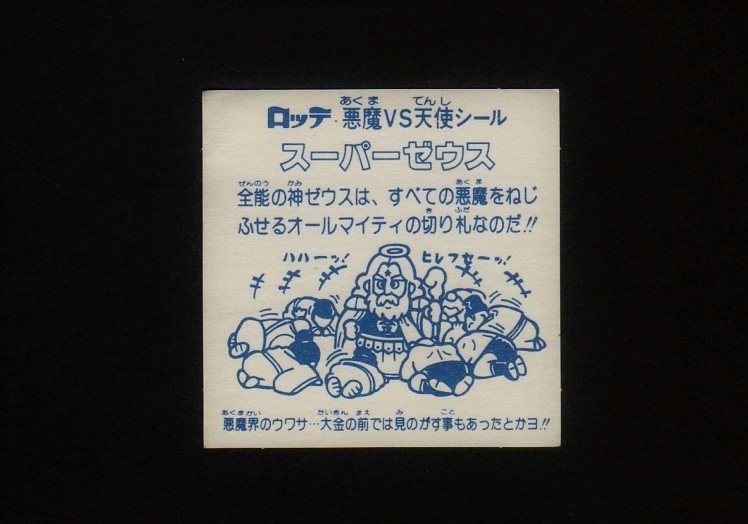 ロッテ 悪魔VS天使シール
スーパーゼウス
全能の神ゼウスは、すべての悪魔をねじ
ふせるオールマイティの切り札なのだ!!
ハハーッ! ヒレフセーッ!
悪魔界のウワサ…大金の前では見のがす事もあったとかヨ!!